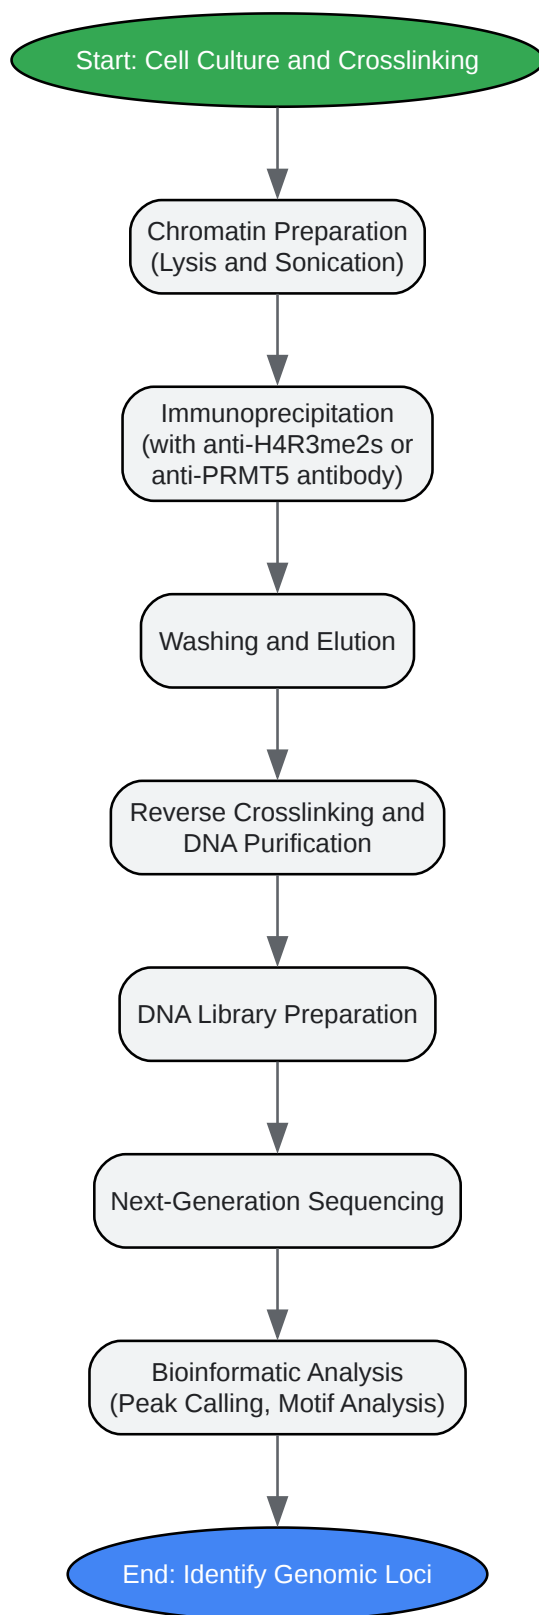 Start: Cell Culture and Crosslinking
Chromatin Preparation
(Lysis and Sonication)
Immunoprecipitation
(with anti-H4R3me2s or
anti-PRMT5 antibody)
Washing and Elution
Reverse Crosslinking and
DNA Purification
DNA Library Preparation
Next-Generation Sequencing
Bioinformatic Analysis
(Peak Calling, Motif Analysis)
End: Identify Genomic Loci